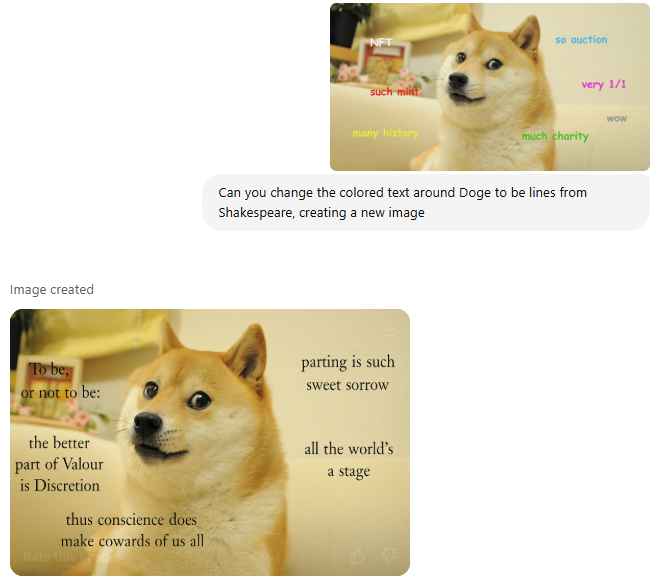 NFT
so auction
such mint
very 1/1
wow
many history
much charity
Can you change the colored text around Doge to be lines from
Shakespeare, creating a new image
Image created
To be,
or not to be:
parting is such
sweet sorrow
the better
part of Valour
is Discretion
all the world's
a stage
thus conscience does
make cowards of us all
Rate this